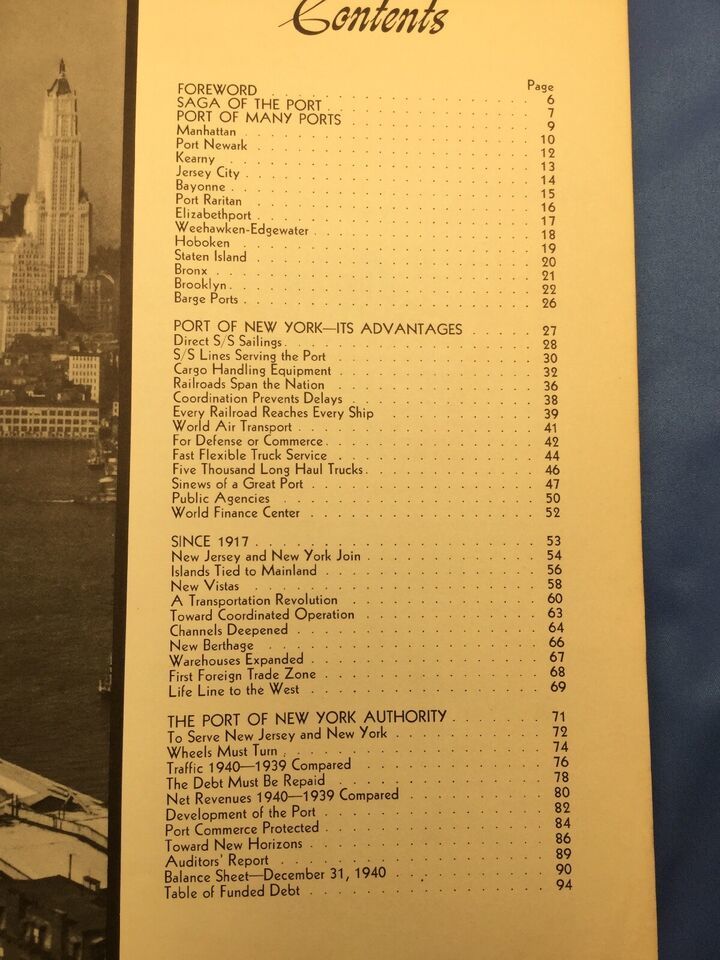 Contents
Page
FOREWORD 6
SAGA OF THE PORT 7
PORT OF MANY PORTS 9
Manhattan 10
Port Newark 12
Kearny 13
Jersey City 14
Bayonne 15
Port Raritan 16
Elizabethport 17
Weehawken-Edgewater 18
Hoboken 19
Staten Island 20
Bronx 21
Brooklyn 22
Barge Ports 26
PORT OF NEW YORK—ITS ADVANTAGES 27
Direct S/S Sailings 28
S/S Lines Serving the Port 30
Cargo Handling Equipment 32
Railroads Span the Nation 36
Coordination Prevents Delays 38
Every Railroad Reaches Every Ship 39
World Air Transport 41
For Defense or Commerce 42
Fast Flexible Truck Service 44
Five Thousand Long Haul Trucks 46
Sinews of a Great Port 47
Public Agencies 50
World Finance Center 52
SINCE 1917 53
New Jersey and New York Join 54
Islands Tied to Mainland 56
New Vistas 58
A Transportation Revolution 60
Toward Coordinated Operation 63
Channels Deepened 64
New Berthage 66
Warehouses Expanded 67
First Foreign Trade Zone 68
Life Line to the West 69
THE PORT OF NEW YORK AUTHORITY 71
To Serve New Jersey and New York 72
Wheels Must Turn 74
Traffic 1940—1939 Compared 76
The Debt Must Be Repaid 78
Net Revenues 1940—1939 Compared 80
Development of the Port 82
Port Commerce Protected 84
Toward New Horizons 86
Auditors' Report 89
Balance Sheet—December 31, 1940 90
Table of Funded Debt 94